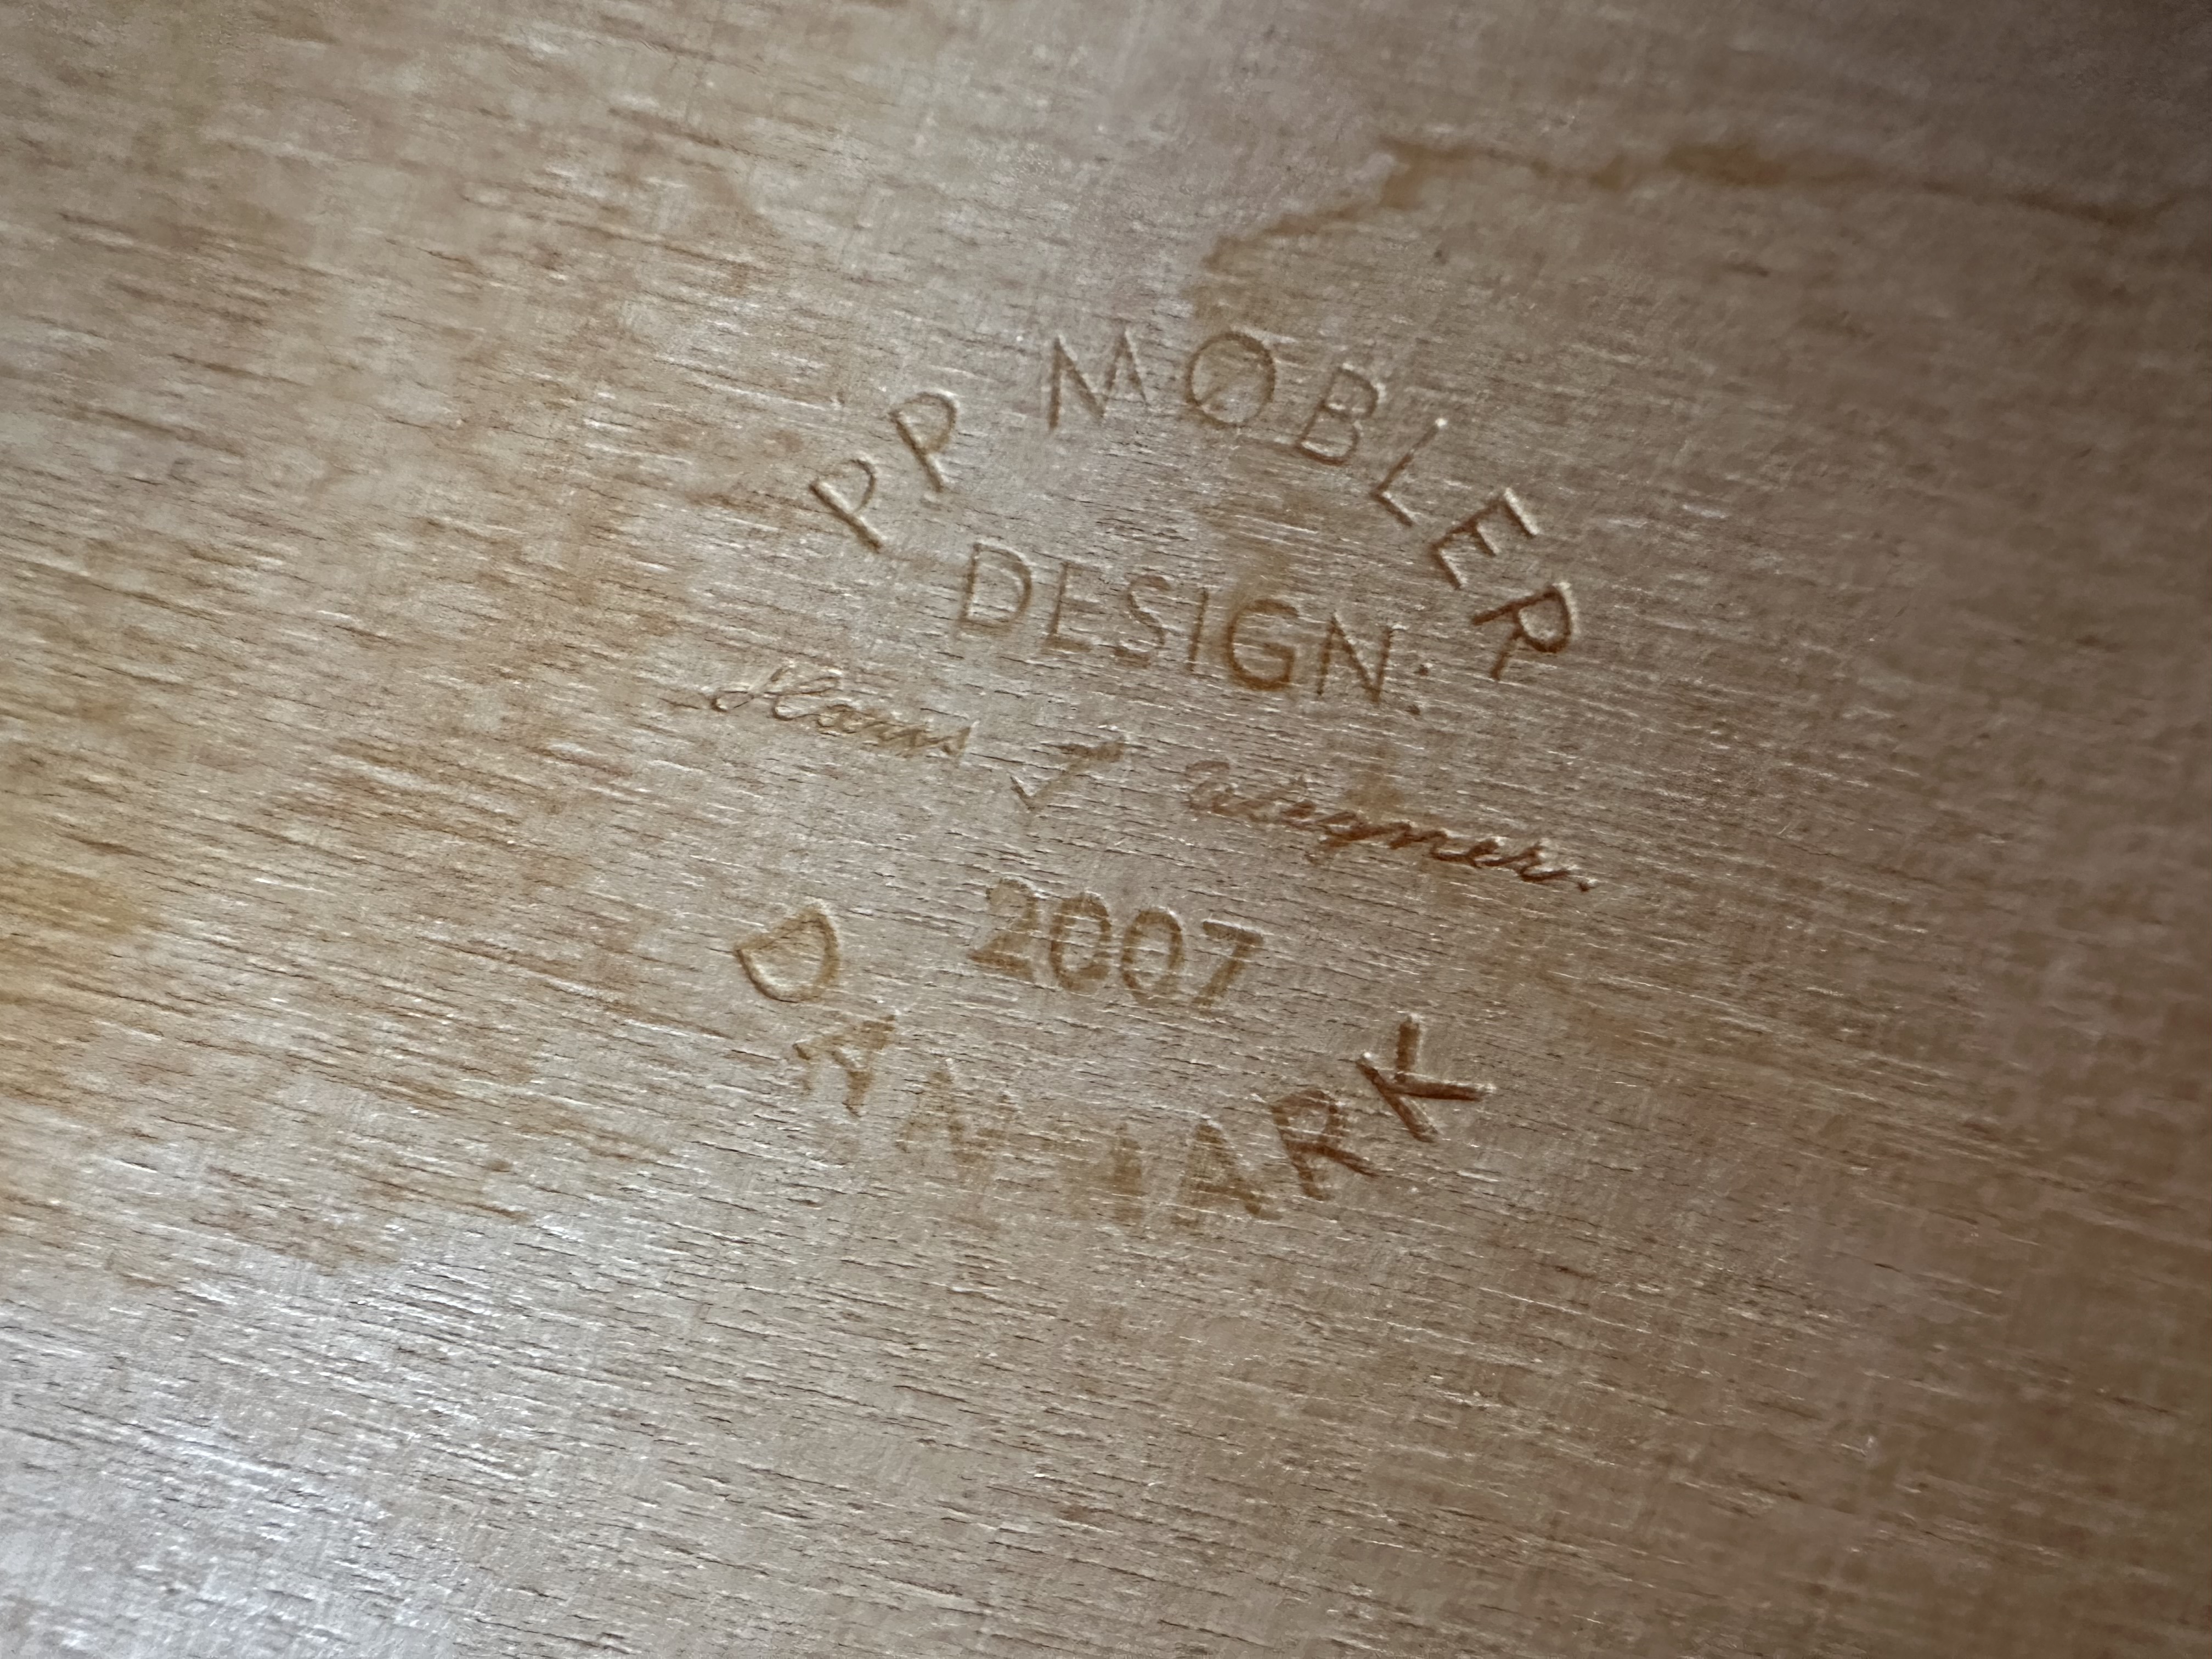 PP MØBLER
DESIGN:
Hans J Wegner
2007
DANMARK